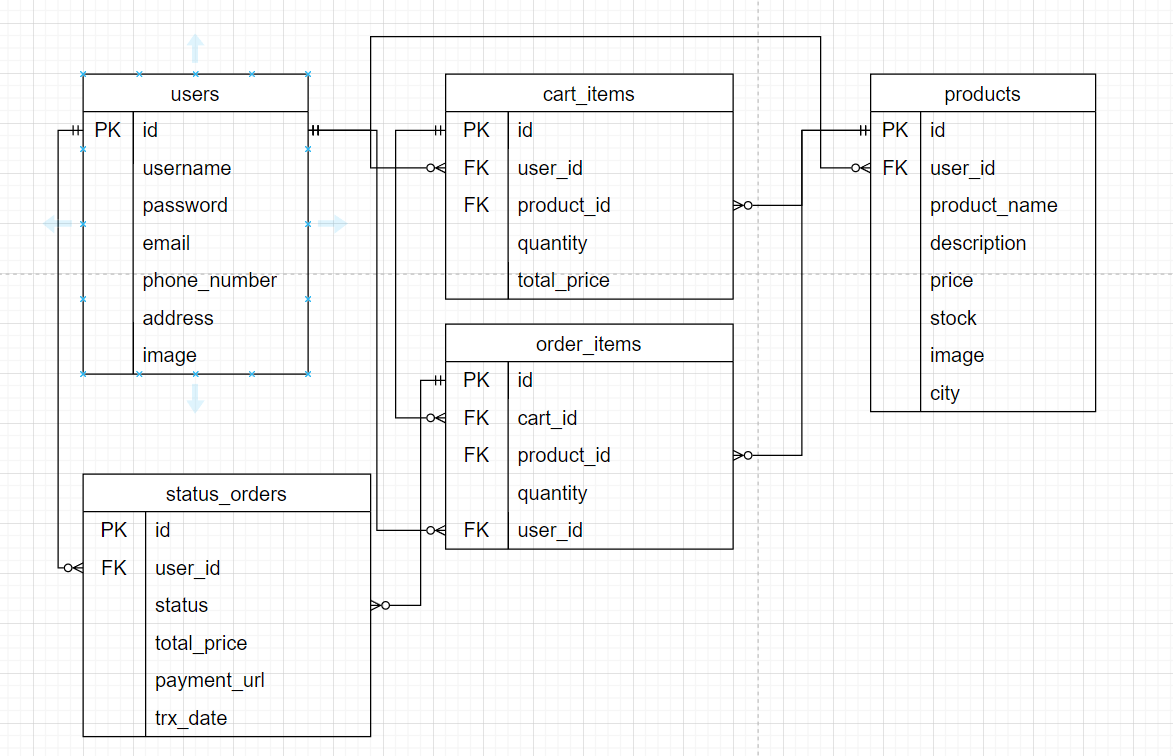 users
PK id
username
password
email
phone_number
address
image
cart_items
PK id
FK user_id
FK product_id
quantity
total_price
products
PK id
FK user_id
product_name
description
price
stock
image
city
order_items
PK id
FK cart_id
FK product_id
quantity
FK user_id
status_orders
PK id
FK user_id
status
total_price
payment_url
trx_date